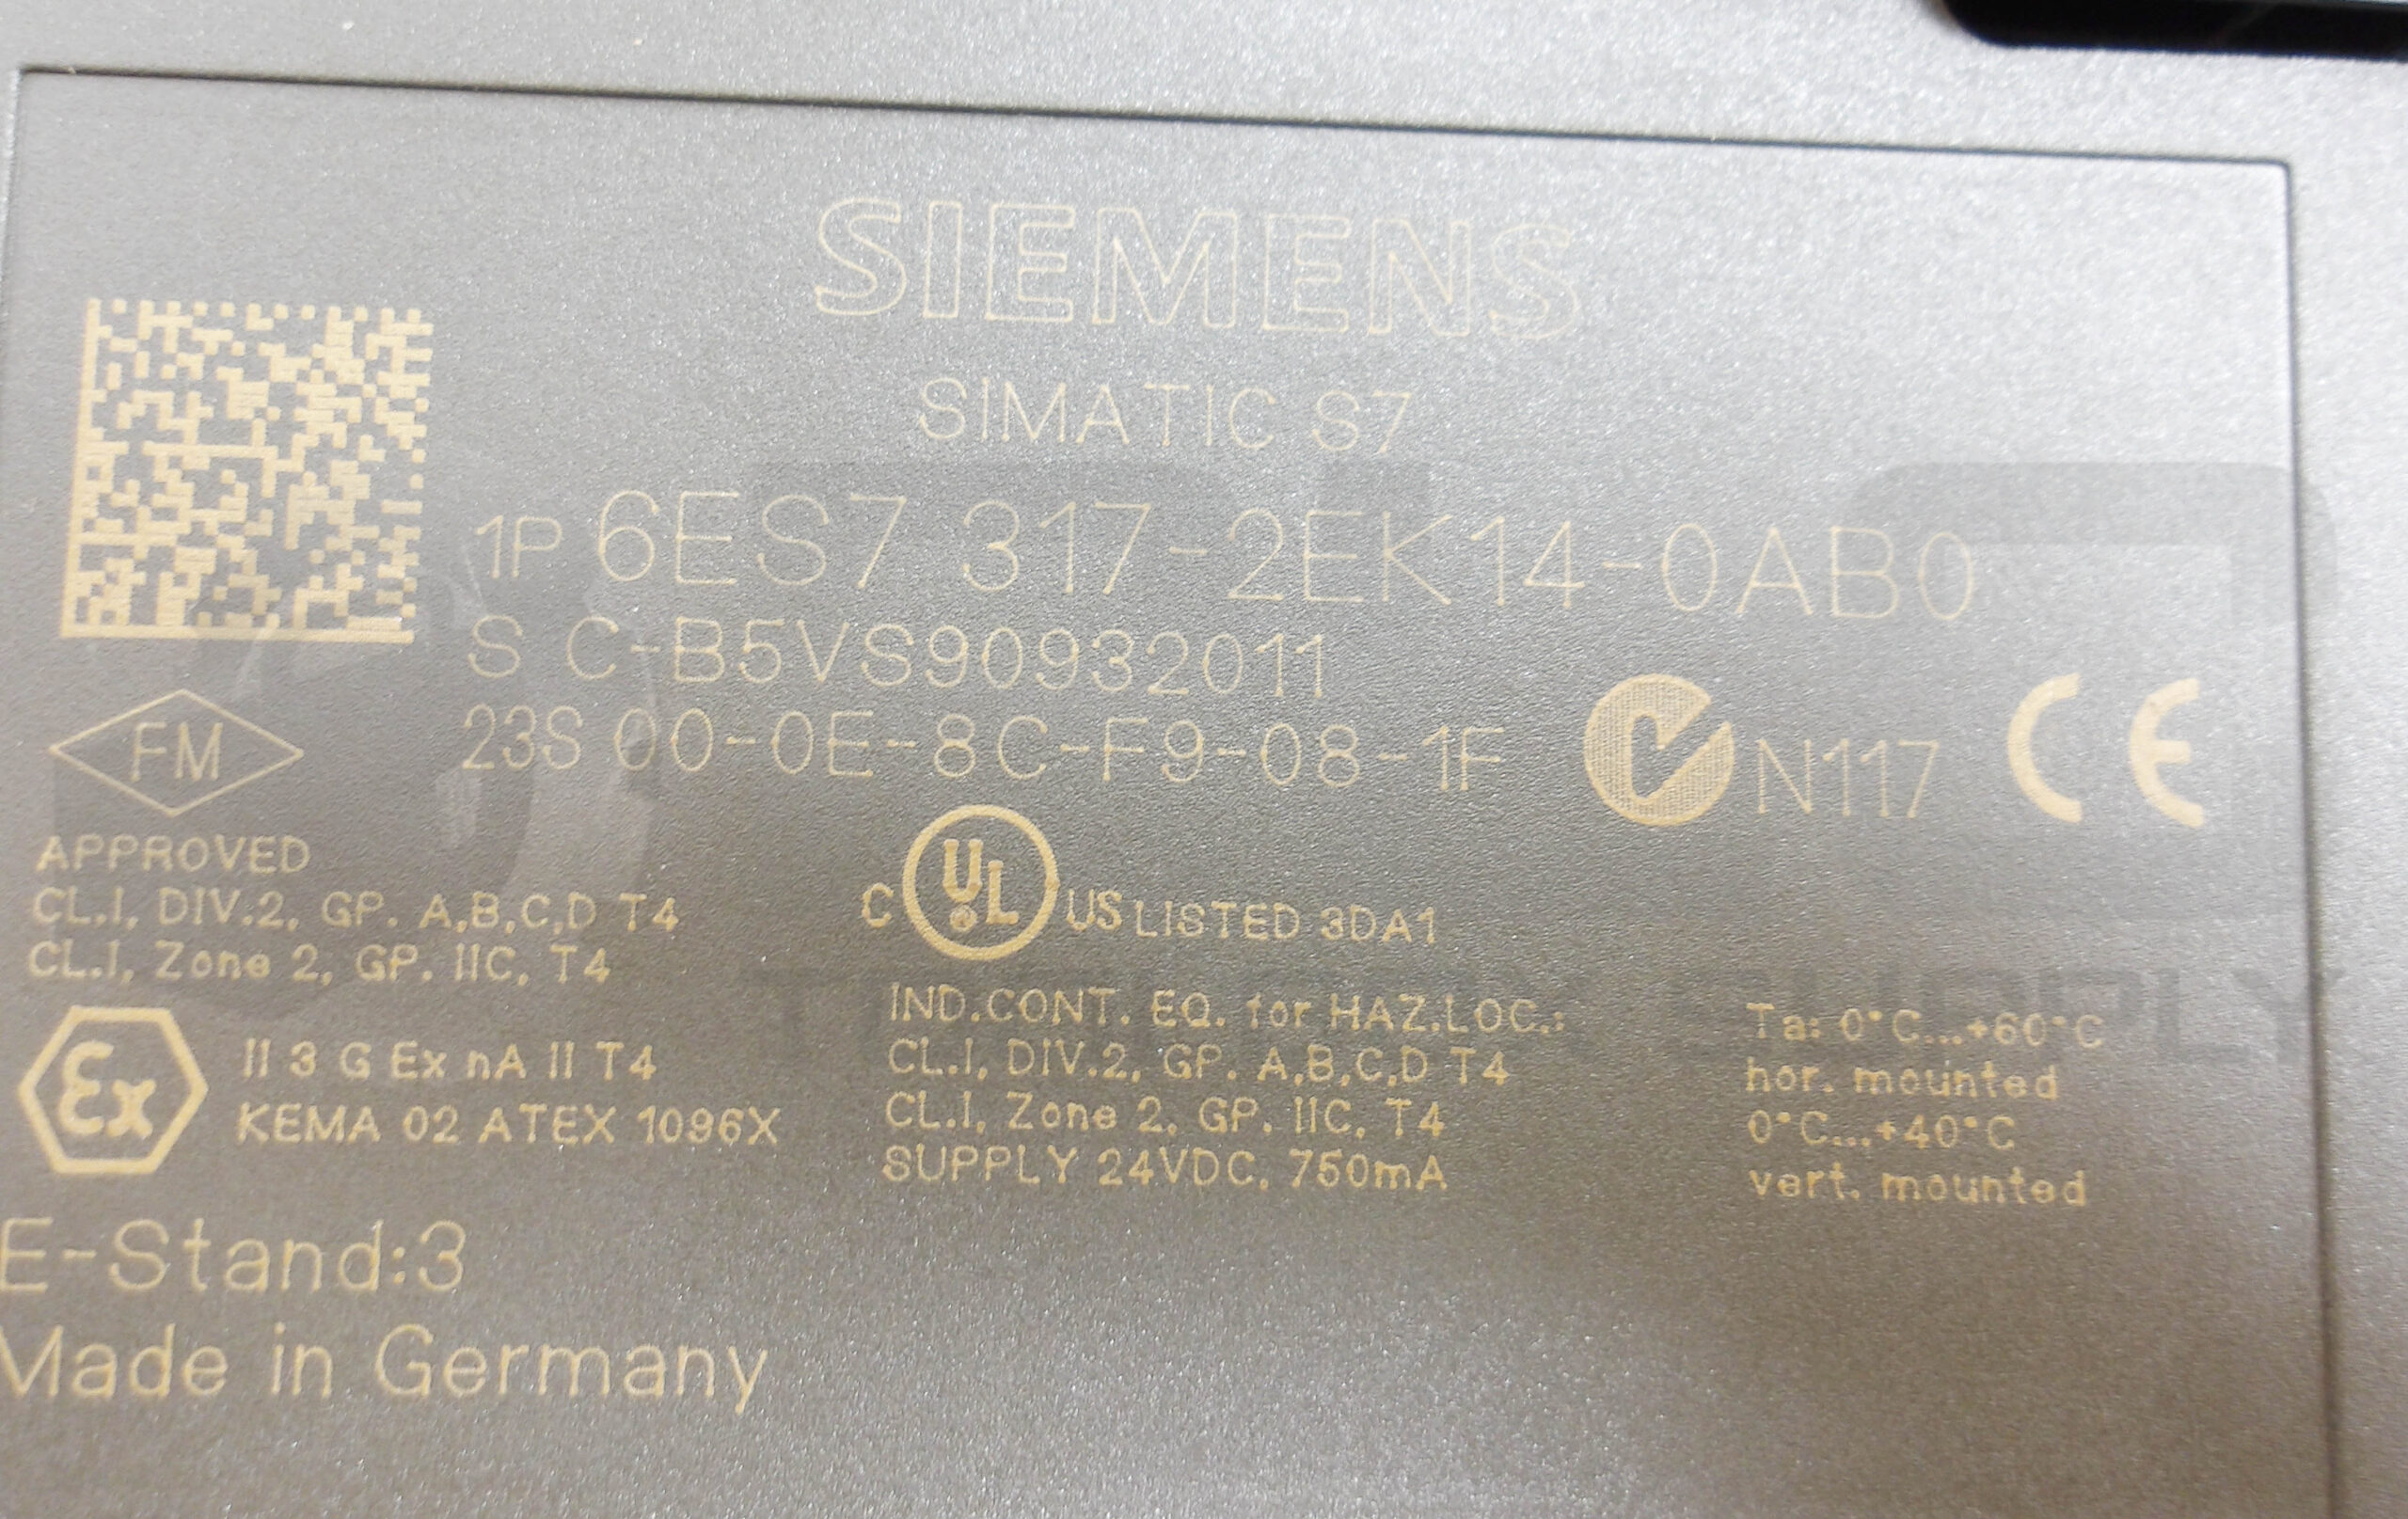 SIEMENS
SIMATIC S7
1P 6ES7 317-2EK14-0AB0
S C-B5VS90932011
23S 00-0E-8C-F9-08-1F
N117 CE
FM
APPROVED
CL.I, DIV.2, GP. A,B,C,D T4
CL.I, Zone 2, GP. IIC, T4
C UL US LISTED 3DA1
IND.CONT. EQ. for HAZ.LOC.:
CL.I, DIV.2, GP. A,B,C,D T4
CL.I, Zone 2, GP. IIC, T4
SUPPLY 24VDC, 750mA
Ta: 0°C...+60°C
hor. mounted
0°C...+40°C
vert. mounted
Ex
II 3 G Ex nA II T4
KEMA 02 ATEX 1096X
E-Stand:3
Made in Germany
SUPPLY